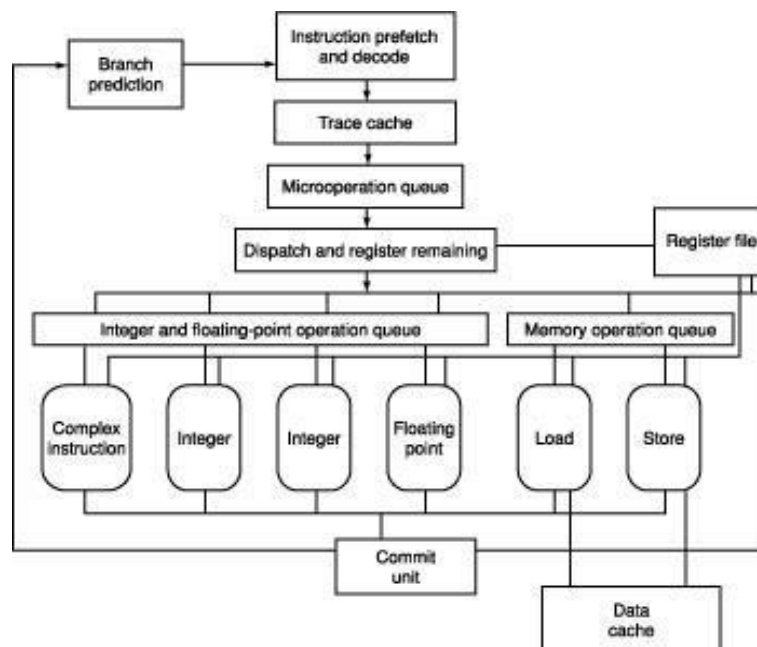 Instruction prefetch
and decode
Branch
prediction
Trace cache
Microoperation queue
Dispatch and register remaining
Register file
Integer and floating-point operation queue
Memory operation queue
Complex
instruction
Integer
Integer
Floating
point
Load
Store
Commit
unit
Data
cache